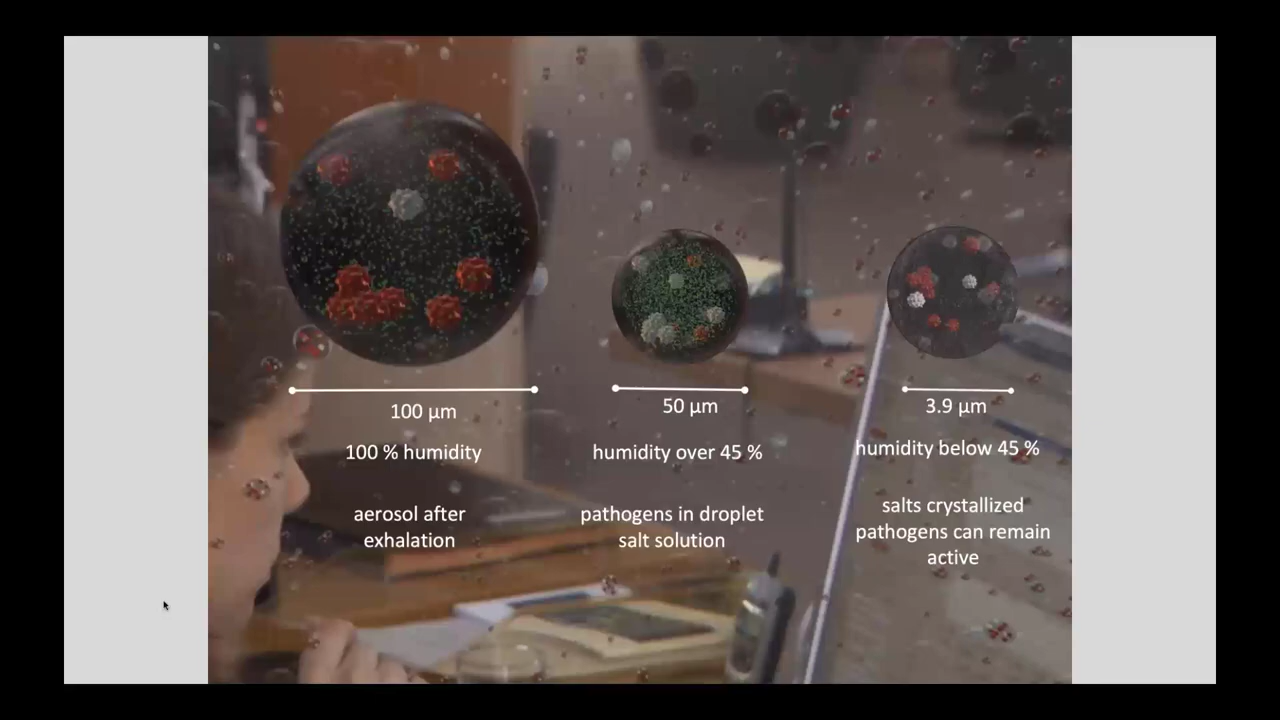 100 µm
100 % humidity
aerosol after
exhalation
50 µm
humidity over 45 %
pathogens in droplet
salt solution
3.9 µm
humidity below 45 %
salts crystallized
pathogens can remain
active